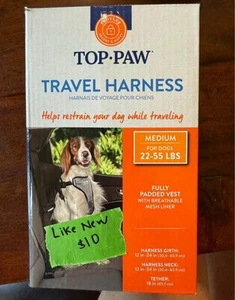 TOP·PAW
TRAVEL HARNESS
HARNAIS DE VOYAGE POUR CHIENS
Helps restrain your dog while traveling
MEDIUM
FOR DOGS
22-55 LBS
FULLY
PADDED VEST
WITH BREATHABLE
MESH LINER
Like New
$10
HARNESS GIRTH:
HARNESS NECK:
TETHER: